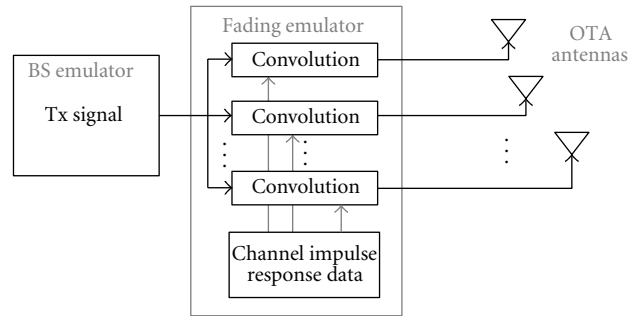 Fading emulator
OTA
antennas
BS emulator
Tx signal
Convolution
Convolution
Convolution
Channel impulse
response data